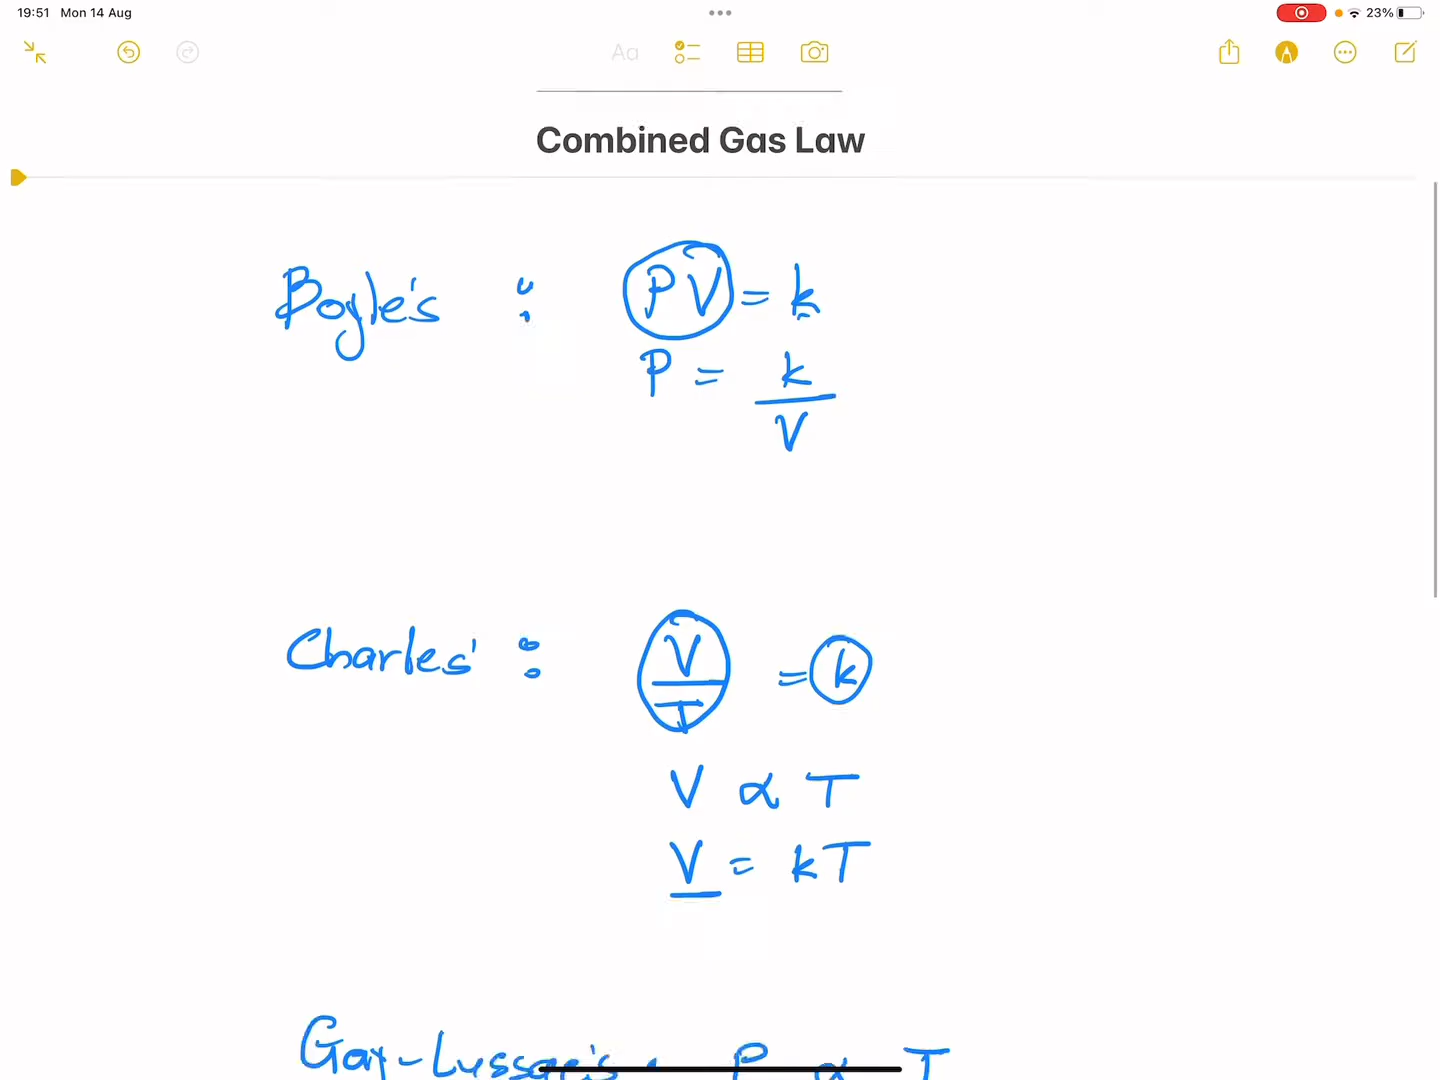 19:51 Mon 14 Aug 23%
Aa
Combined Gas Law
Boyle's : PV = k
P = k
V
Charles' : V = k
T
V ∝ T
V = kT
Gay-Lussac's : P ∝ T